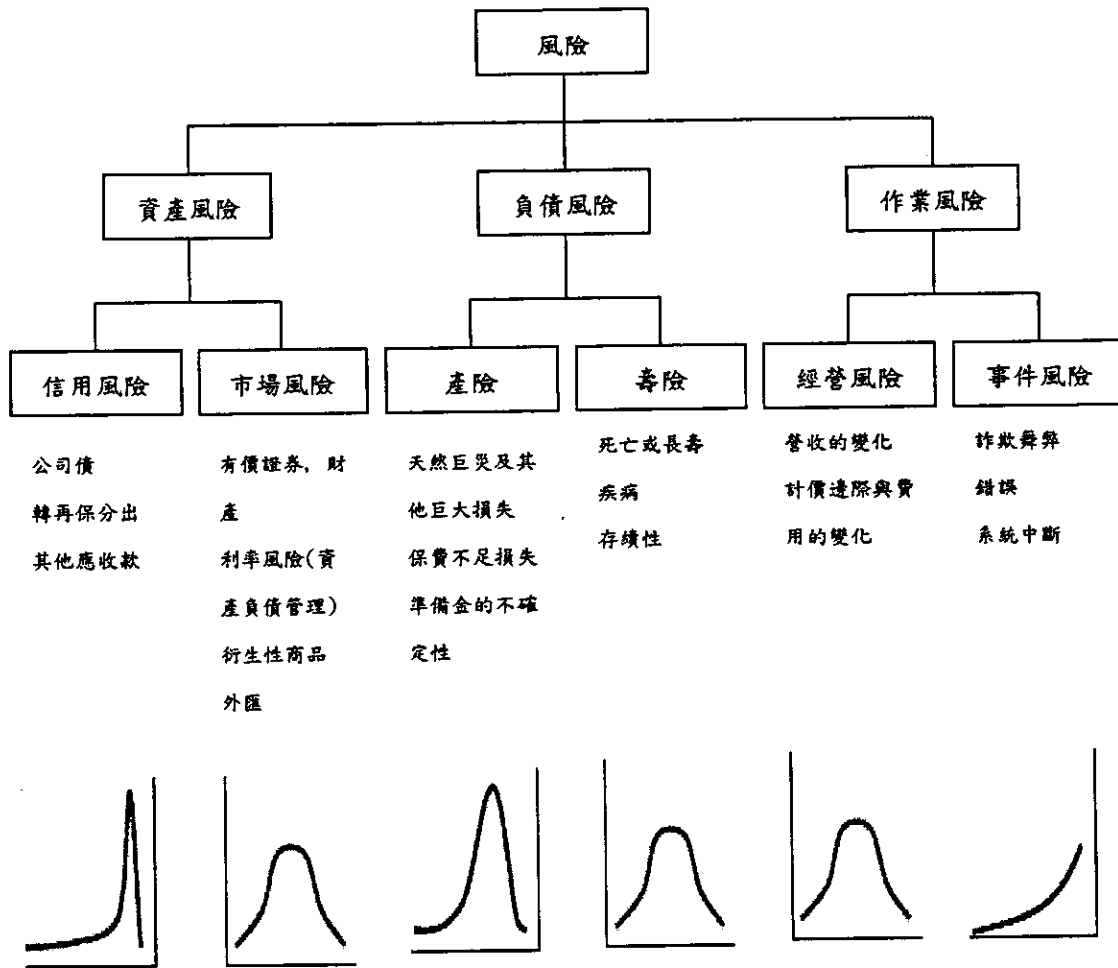 風險
資產風險
負債風險
作業風險
信用風險
市場風險
產險
壽險
經營風險
事件風險
公司債
轉再保分出
其他應收款
有價證券，財
產
利率風險(資
產負債管理)
衍生性商品
外匯
天然巨災及其
他巨大損失
保費不足損失
準備金的不確
定性
死亡或長壽
疾病
存續性
營收的變化
計價邊際與費
用的變化
詐欺舞弊
錯誤
系統中斷